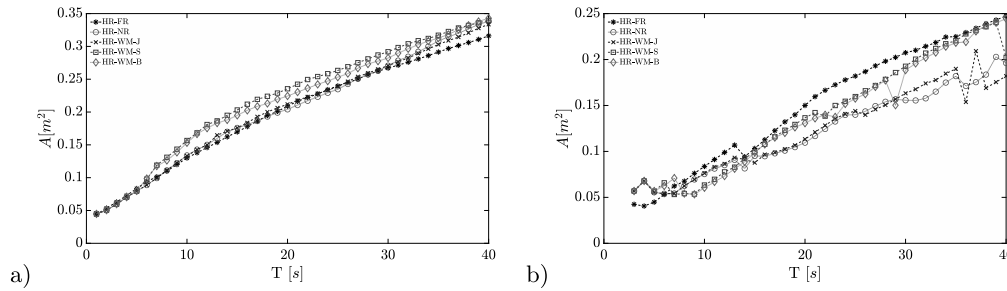 0.35
0.3
0.25
0.2
0.15
0.1
0.05
0
A[m²]
HR-FR
HR-NR
HR-WM-J
HR-WM-S
HR-WM-B
0 10 20 30 40
T [s]
a)
0.25
0.2
0.15
0.1
0.05
0
A[m²]
HR-FR
HR-NR
HR-WM-J
HR-WM-S
HR-WM-B
0 10 20 30 40
T [s]
b)